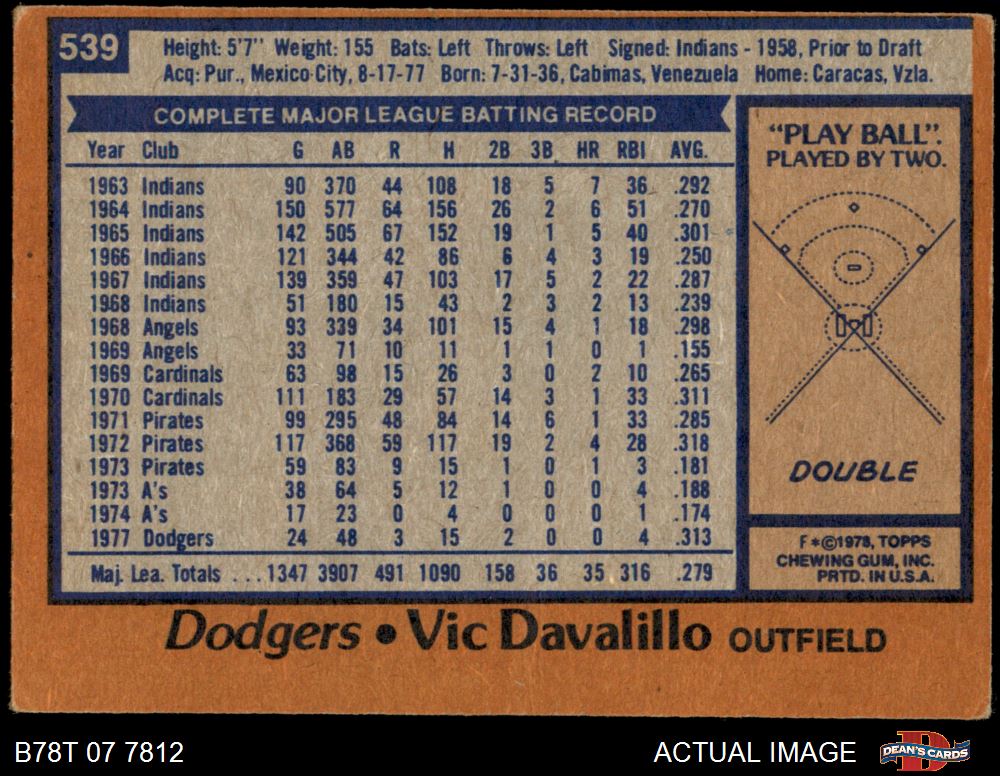 539
Height: 5'7" Weight: 155 Bats: Left Throws: Left Signed: Indians - 1958, Prior to Draft
Acq: Pur., Mexico City, 8-17-77 Born: 7-31-36, Cabimas, Venezuela Home: Caracas, Vzla.
COMPLETE MAJOR LEAGUE BATTING RECORD
Year Club G AB R H 2B 3B HR RBI AVG.
1963 Indians 90 370 44 108 18 5 7 36 .292
1964 Indians 150 577 64 156 26 2 6 51 .270
1965 Indians 142 505 67 152 19 1 5 40 .301
1966 Indians 121 344 42 86 6 4 3 19 .250
1967 Indians 139 359 47 103 17 5 2 22 .287
1968 Indians 51 180 15 43 2 3 2 13 .239
1968 Angels 93 339 34 101 15 4 1 18 .298
1969 Angels 33 71 10 11 1 1 0 1 .155
1969 Cardinals 63 98 15 26 3 0 2 10 .265
1970 Cardinals 111 183 29 57 14 3 1 33 .311
1971 Pirates 99 295 48 84 14 6 1 33 .285
1972 Pirates 117 368 59 117 19 2 4 28 .318
1973 Pirates 59 83 9 15 1 0 1 3 .181
1973 A's 38 64 5 12 1 0 0 4 .188
1974 A's 17 23 0 4 0 0 0 1 .174
1977 Dodgers 24 48 3 15 2 0 0 4 .313
Maj. Lea. Totals ...1347 3907 491 1090 158 36 35 316 .279
"PLAY BALL".
PLAYED BY TWO.
DOUBLE
F*©1978, TOPPS
CHEWING GUM, INC.
PRTD. IN U.S.A.
Dodgers • Vic Davalillo OUTFIELD
B78T 07 7812
ACTUAL IMAGE
DEAN'S CARDS